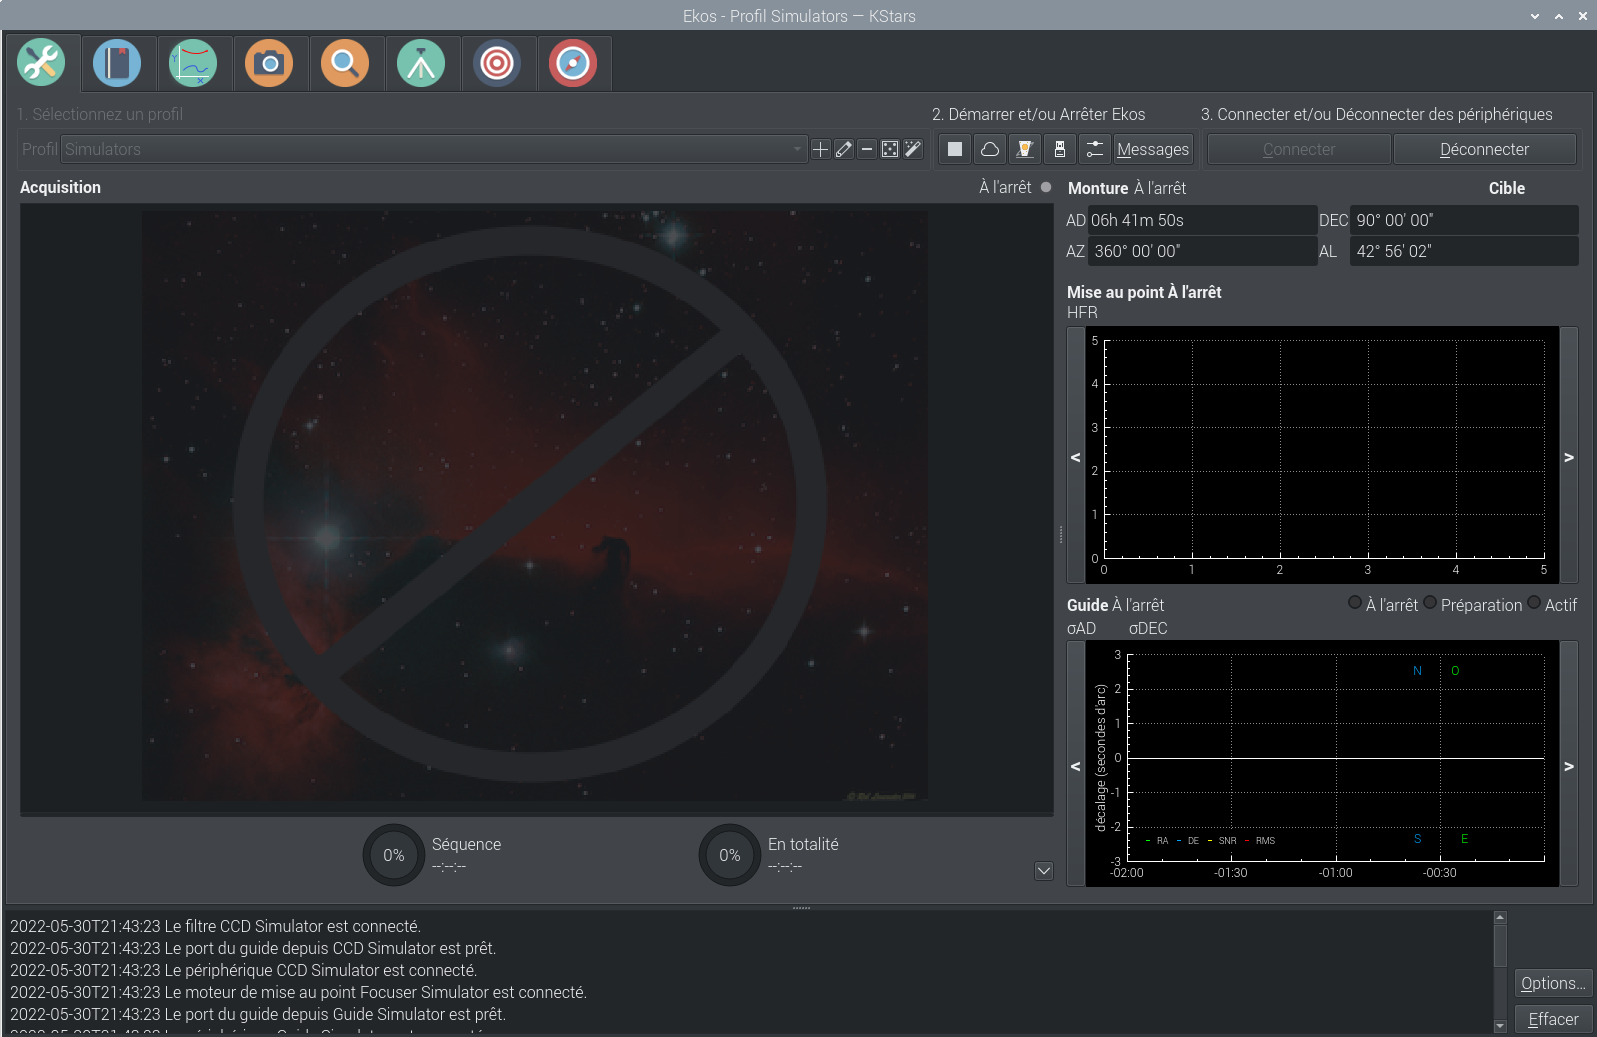 Ekos - Profil Simulators — KStars
1. Sélectionnez un profil
2. Démarrer et/ou Arrêter Ekos
3. Connecter et/ou Déconnecter des périphériques
Profil Simulators
Messages
Connecter
Déconnecter
Acquisition
À l'arrêt
Monture À l'arrêt
Cible
AD 06h 41m 50s
DEC 90° 00' 00"
AZ 360° 00' 00"
AL 42° 56' 02"
Mise au point À l'arrêt
HFR
5
4
3
2
1
0
0 1 2 3 4 5
< >
Guide À l'arrêt
À l'arrêt Préparation Actif
σAD σDEC
décalage (secondes d'arc)
3
2
1
0
-1
-2
-3
N O
S E
RA DE SNR RMS
-02:00 -01:30 -01:00 -00:30
< >
0% Séquence
--:--:--
0% En totalité
--:--:--
2022-05-30T21:43:23 Le filtre CCD Simulator est connecté.
2022-05-30T21:43:23 Le port du guide depuis CCD Simulator est prêt.
2022-05-30T21:43:23 Le périphérique CCD Simulator est connecté.
2022-05-30T21:43:23 Le moteur de mise au point Focuser Simulator est connecté.
2022-05-30T21:43:23 Le port du guide depuis Guide Simulator est prêt.
Options...
Effacer